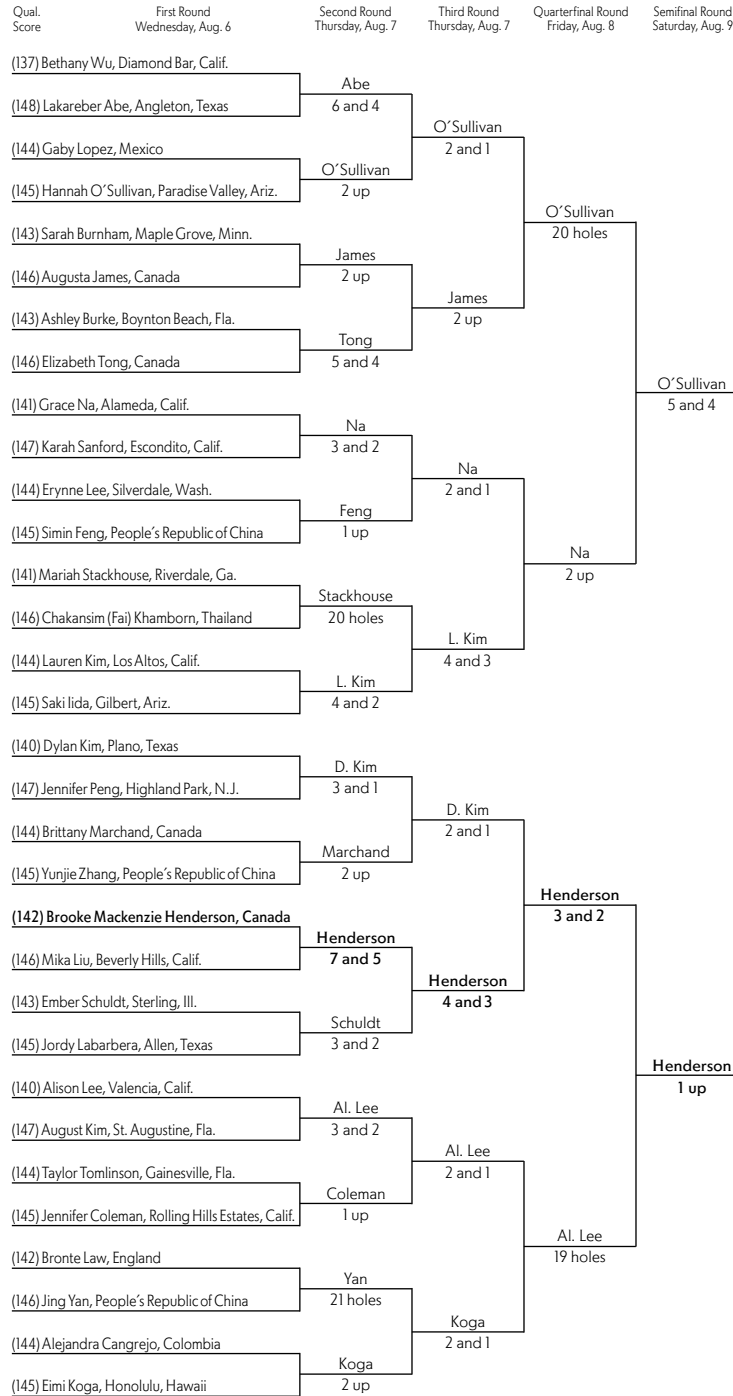 Qual.
Score
First Round
Wednesday, Aug. 6
Second Round
Thursday, Aug. 7
Third Round
Thursday, Aug. 7
Quarterfinal Round
Friday, Aug. 8
Semifinal Round
Saturday, Aug. 9
(137) Bethany Wu, Diamond Bar, Calif.
Abe
6 and 4
(148) Lakareber Abe, Angleton, Texas
O´Sullivan
2 and 1
(144) Gaby Lopez, Mexico
O´Sullivan
2 up
(145) Hannah O´Sullivan, Paradise Valley, Ariz.
O´Sullivan
20 holes
(143) Sarah Burnham, Maple Grove, Minn.
James
2 up
(146) Augusta James, Canada
James
2 up
(143) Ashley Burke, Boynton Beach, Fla.
Tong
5 and 4
(146) Elizabeth Tong, Canada
O´Sullivan
5 and 4
(141) Grace Na, Alameda, Calif.
Na
3 and 2
(147) Karah Sanford, Escondito, Calif.
Na
2 and 1
(144) Erynne Lee, Silverdale, Wash.
Feng
1 up
(145) Simin Feng, People's Republic of China
Na
2 up
(141) Mariah Stackhouse, Riverdale, Ga.
Stackhouse
20 holes
(146) Chakansim (Fai) Khamborn, Thailand
L. Kim
4 and 3
(144) Lauren Kim, Los Altos, Calif.
L. Kim
4 and 2
(145) Saki Iida, Gilbert, Ariz.
(140) Dylan Kim, Plano, Texas
D. Kim
3 and 1
(147) Jennifer Peng, Highland Park, N.J.
D. Kim
2 and 1
(144) Brittany Marchand, Canada
Marchand
2 up
(145) Yunjie Zhang, People's Republic of China
Henderson
3 and 2
(142) Brooke Mackenzie Henderson, Canada
Henderson
7 and 5
(146) Mika Liu, Beverly Hills, Calif.
Henderson
4 and 3
(143) Ember Schuldt, Sterling, Ill.
Schuldt
3 and 2
(145) Jordy Labarbera, Allen, Texas
Henderson
1 up
(140) Alison Lee, Valencia, Calif.
Al. Lee
3 and 2
(147) August Kim, St. Augustine, Fla.
Al. Lee
2 and 1
(144) Taylor Tomlinson, Gainesville, Fla.
Coleman
1 up
(145) Jennifer Coleman, Rolling Hills Estates, Calif.
Al. Lee
19 holes
(142) Bronte Law, England
Yan
21 holes
(146) Jing Yan, People's Republic of China
Koga
2 and 1
(144) Alejandra Cangrejo, Colombia
Koga
2 up
(145) Eimi Koga, Honolulu, Hawaii